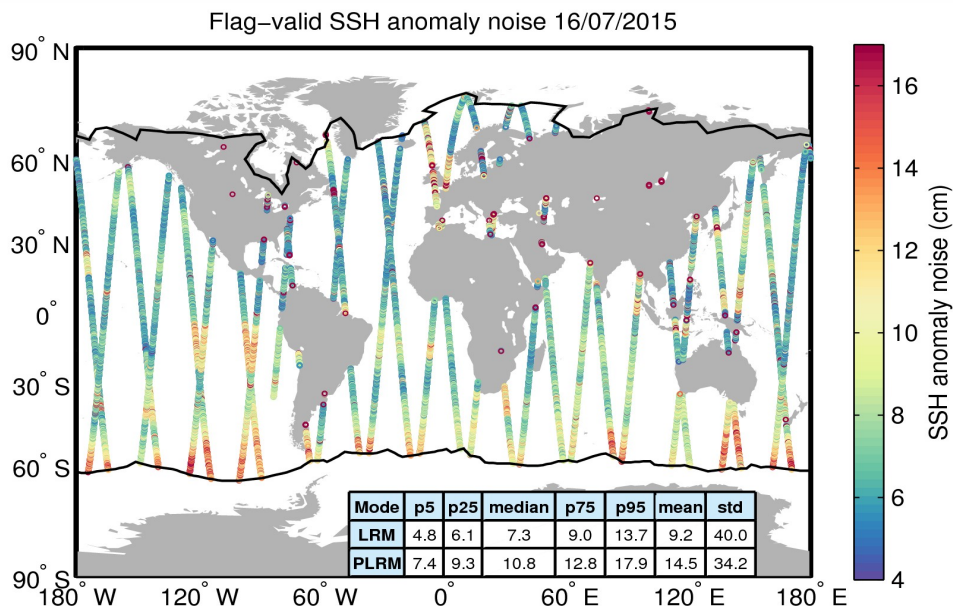 Flag−valid SSH anomaly noise 16/07/2015
90° N
60° N
30° N
0°
30° S
60° S
90° S
180° W
120° W
60° W
0°
60° E
120° E
180° E
Mode p5 p25 median p75 p95 mean std
LRM 4.8 6.1 7.3 9.0 13.7 9.2 40.0
PLRM 7.4 9.3 10.8 12.8 17.9 14.5 34.2
16
14
12
10
8
6
4
SSH anomaly noise (cm)